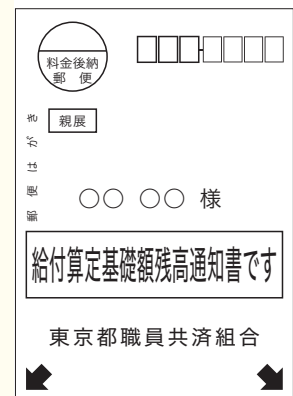 料金後納
郵便
親展
郵便はがき
○○ ○○ 様
給付算定基礎額残高通知書です
東京都職員共済組合